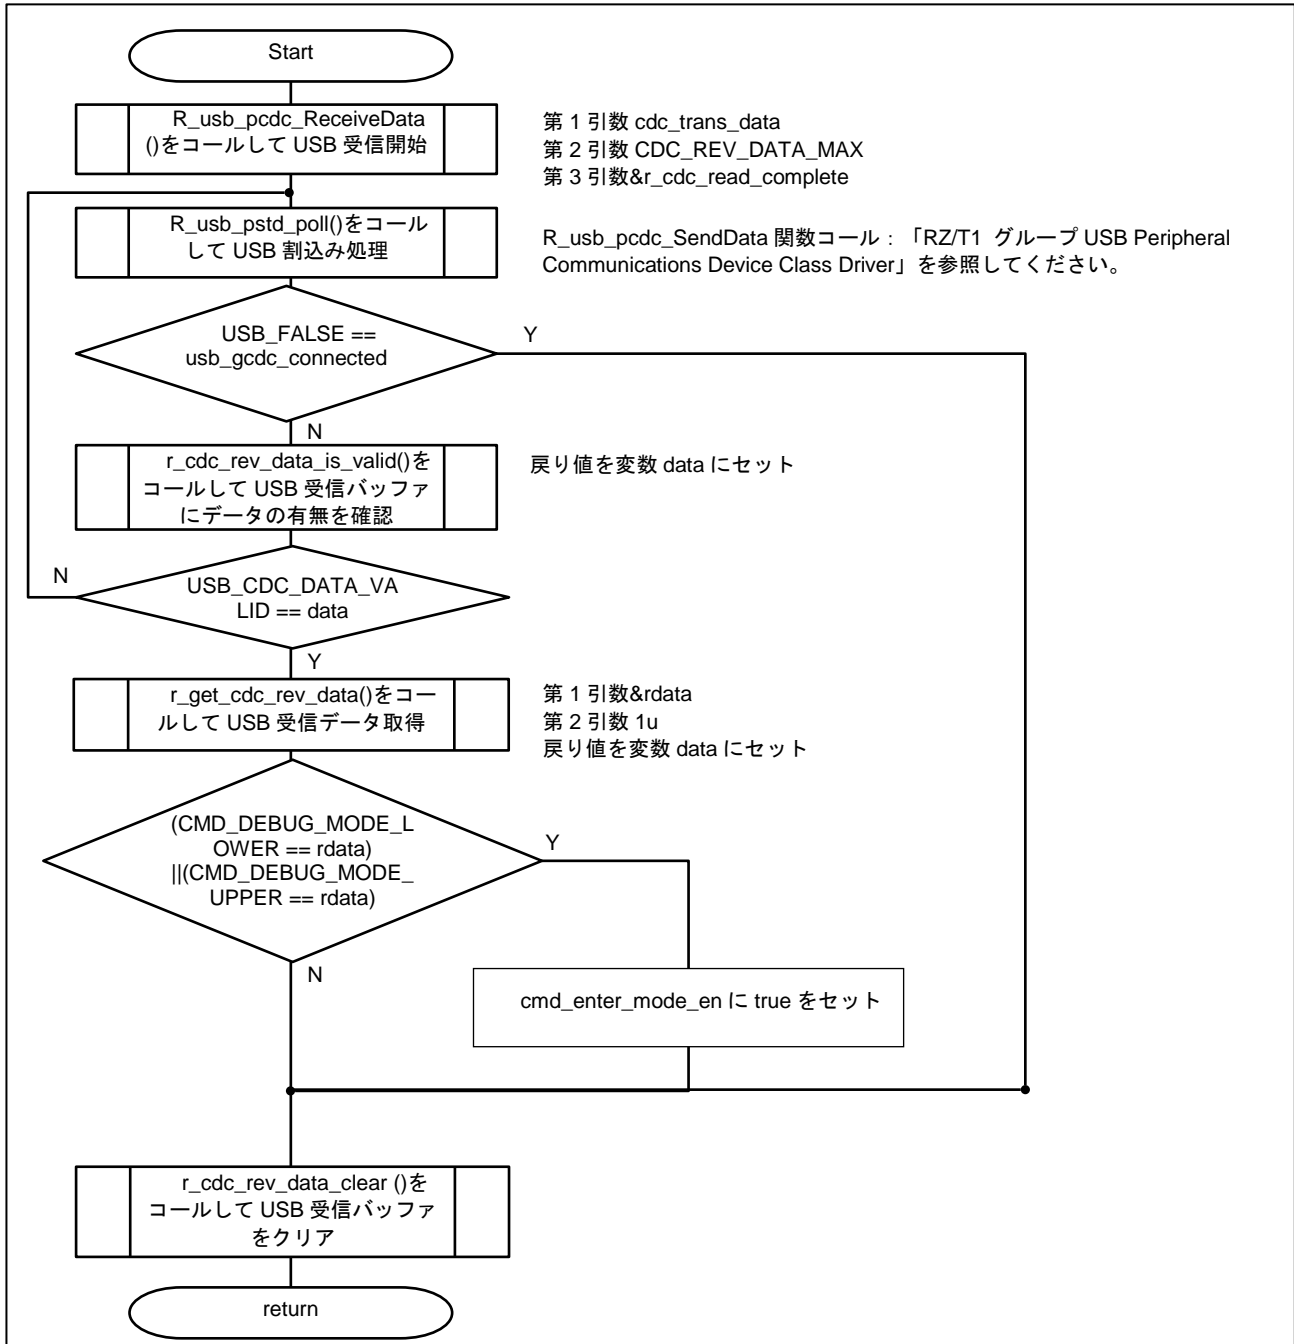 Start
R_usb_pcdc_ReceiveData
()をコールして USB 受信開始
第 1 引数 cdc_trans_data
第 2 引数 CDC_REV_DATA_MAX
第 3 引数&r_cdc_read_complete
R_usb_pstd_poll()をコール
して USB 割込み処理
R_usb_pcdc_SendData 関数コール：「RZ/T1 グループ USB Peripheral
Communications Device Class Driver」を参照してください。
USB_FALSE ==
usb_gcdc_connected
Y
N
r_cdc_rev_data_is_valid()を
コールして USB 受信バッファ
にデータの有無を確認
戻り値を変数 data にセット
N
USB_CDC_DATA_VA
LID == data
Y
r_get_cdc_rev_data()をコー
ルして USB 受信データ取得
第 1 引数&rdata
第 2 引数 1u
戻り値を変数 data にセット
(CMD_DEBUG_MODE_L
OWER == rdata)
||(CMD_DEBUG_MODE_
UPPER == rdata)
Y
N
cmd_enter_mode_en に true をセット
r_cdc_rev_data_clear ()を
コールして USB 受信バッファ
をクリア
return